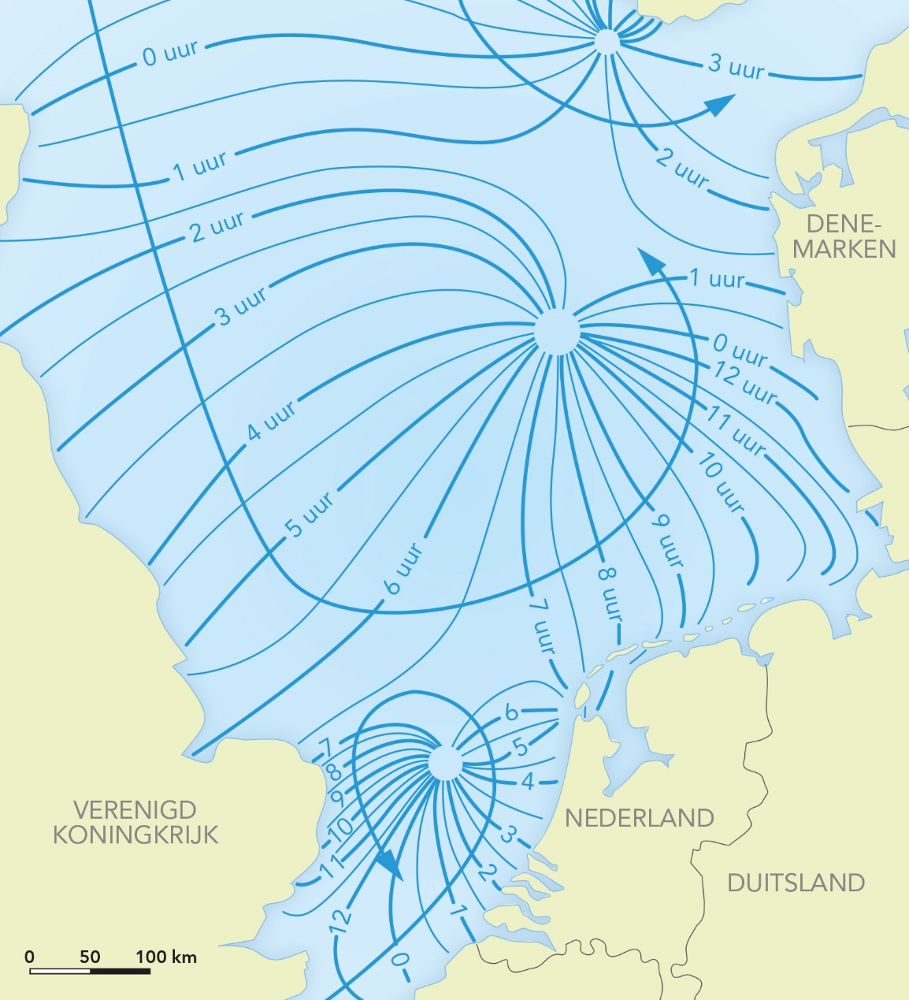 0 uur
3 uur
1 uur
2 uur
2 uur
DENE-
MARKEN
1 uur
3 uur
0 uur
12 uur
4 uur
11 uur
10 uur
5 uur
9 uur
6 uur
8 uur
7 uur
6
7
5
8
4
9
VERENIGD
KONINGKRIJK
NEDERLAND
10
3
11
2
DUITSLAND
12
1
0
0 50 100 km